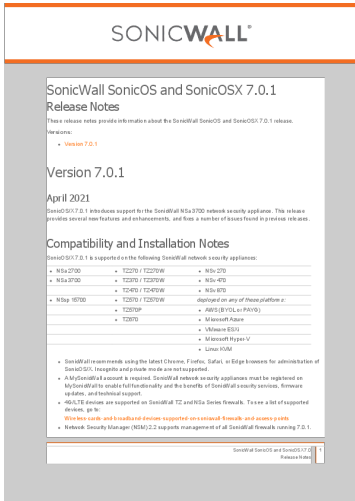 SONICWALL®
SonicWall SonicOS and SonicOSX 7.0.1
Release Notes
These release notes provide information about the SonicWall SonicOS and SonicOSX 7.0.1 release.
Versions:
• Version 7.0.1
Version 7.0.1
April 2021
SonicOS/X 7.0.1 introduces support for the SonicWall NSa 3700 network security appliance. This release
provides several new features and enhancements, and fixes a number of issues found in previous releases.
Compatibility and Installation Notes
SonicOS/X 7.0.1 is supported on the following SonicWall network security appliances:
• NSa 2700 • TZ270 / TZ270W • NSv 270
• NSa 3700 • TZ370 / TZ370W • NSv 470
• TZ470 / TZ470W • NSv 870
• NSsp 15700 • TZ570 / TZ570W deployed on any of these platforms:
• TZ570P • AWS (BYOL or PAYG)
• TZ670 • Microsoft Azure
• VMware ESXi
• Microsoft Hyper-V
• Linux KVM
• SonicWall recommends using the latest Chrome, Firefox, Safari, or Edge browsers for administration of
SonicOS/X. Incognito and private mode are not supported.
• A MySonicWall account is required. SonicWall network security appliances must be registered on
MySonicWall to enable full functionality and the benefits of SonicWall security services, firmware
updates, and technical support.
• 4G/LTE devices are supported on SonicWall TZ and NSa Series firewalls. To see a list of supported
devices, go to:
Wireless-cards-and-broadband-devices-supported-on-sonicwall-firewalls-and-access-points
• Network Security Manager (NSM) 2.2 supports management of all SonicWall firewalls running 7.0.1.
SonicWall SonicOS and SonicOS X 7.0 1
Release Notes